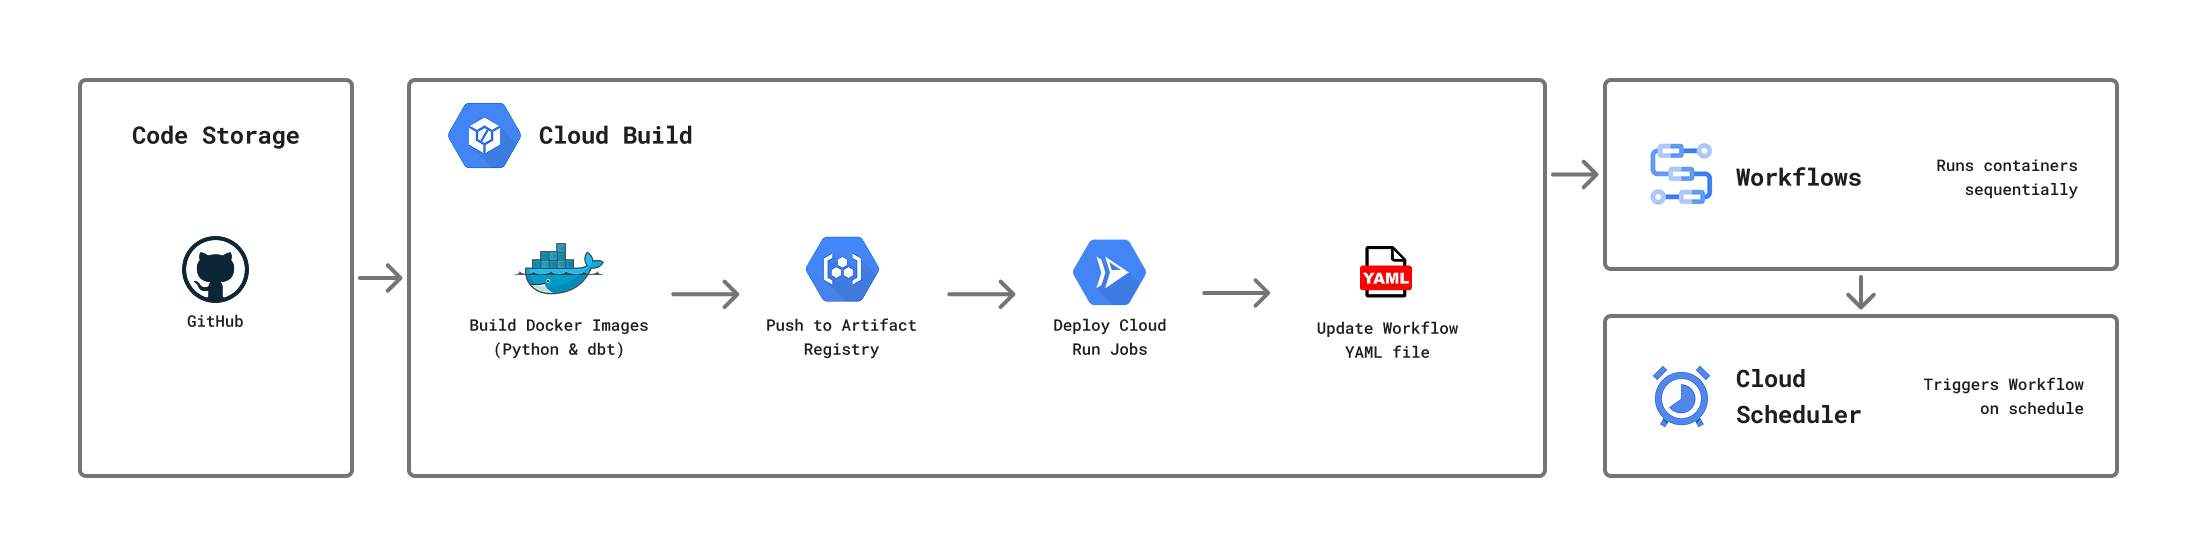 Code Storage
GitHub
Cloud Build
Build Docker Images
(Python & dbt)
Push to Artifact
Registry
Deploy Cloud
Run Jobs
YAML
Update Workflow
YAML file
Workflows
Runs containers
sequentially
Cloud
Scheduler
Triggers Workflow
on schedule